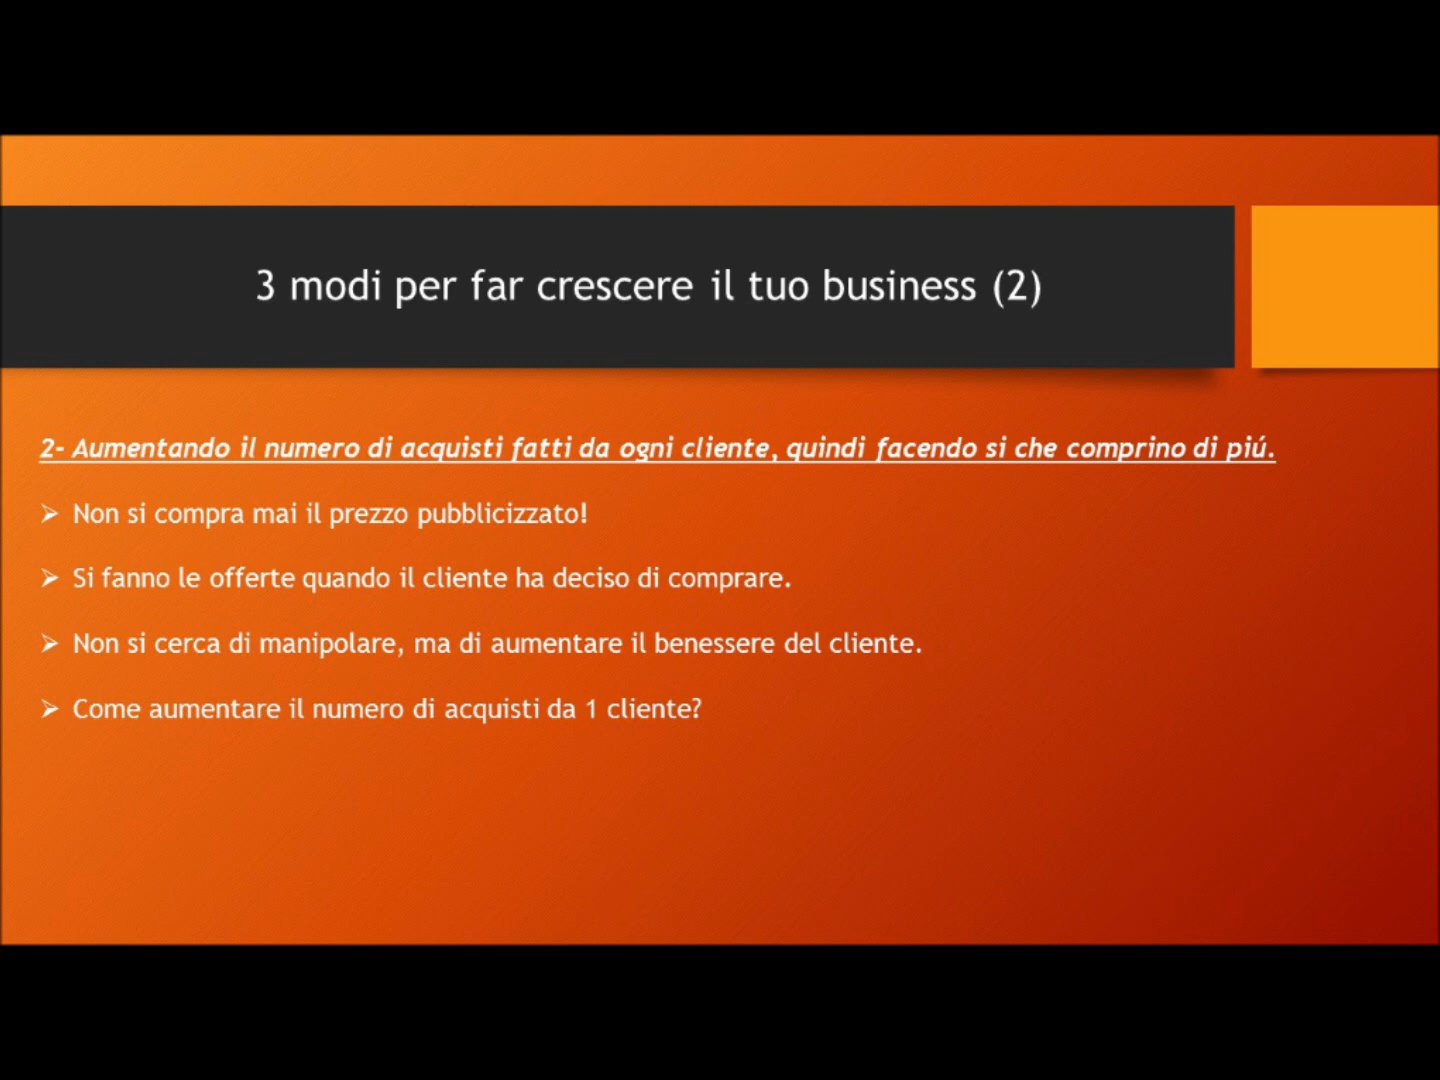 3 modi per far crescere il tuo business (2)
2- Aumentando il numero di acquisti fatti da ogni cliente, quindi facendo si che comprino di piú.
➢ Non si compra mai il prezzo pubblicizzato!
➢ Si fanno le offerte quando il cliente ha deciso di comprare.
➢ Non si cerca di manipolare, ma di aumentare il benessere del cliente.
➢ Come aumentare il numero di acquisti da 1 cliente?